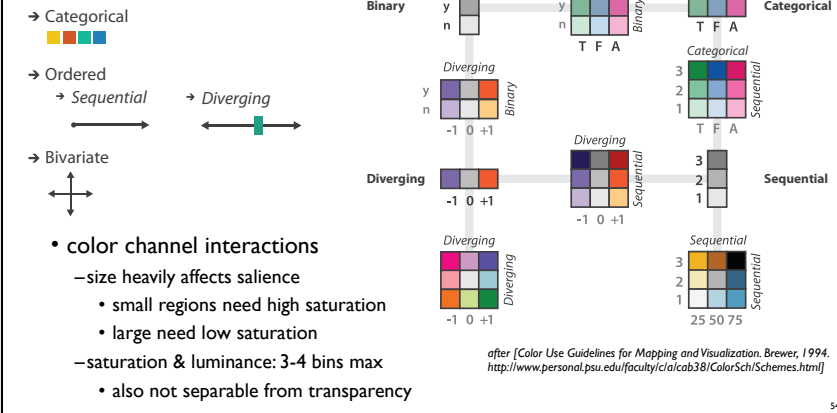 → Categorical
→ Ordered
→ Sequential → Diverging
→ Bivariate
• color channel interactions
–size heavily affects salience
• small regions need high saturation
• large need low saturation
–saturation & luminance: 3-4 bins max
• also not separable from transparency
Binary
y
n
y
n
T F A
Binary
T F A
Categorical
Diverging
y
n
Binary
-1 0 +1
Categorical
3
2
1
Sequential
T F A
Diverging
-1 0 +1
Diverging
Sequential
-1 0 +1
3
2
1
Sequential
Diverging
Diverging
-1 0 +1
Sequential
3
2
1
Sequential
25 50 75
after [Color Use Guidelines for Mapping and Visualization. Brewer, 1994.
http://www.personal.psu.edu/faculty/c/a/cab38/ColorSch/Schemes.html]
54